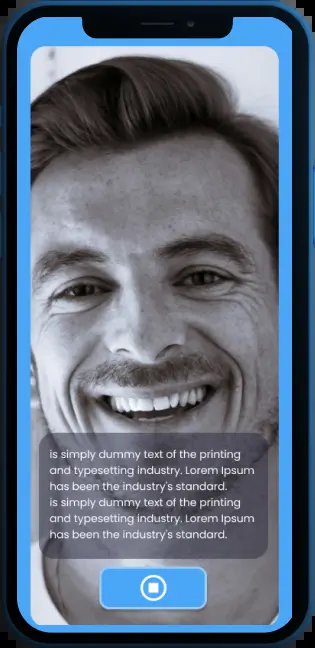 is simply dummy text of the printing
and typesetting industry. Lorem Ipsum
has been the industry's standard.
is simply dummy text of the printing
and typesetting industry. Lorem Ipsum
has been the industry's standard.